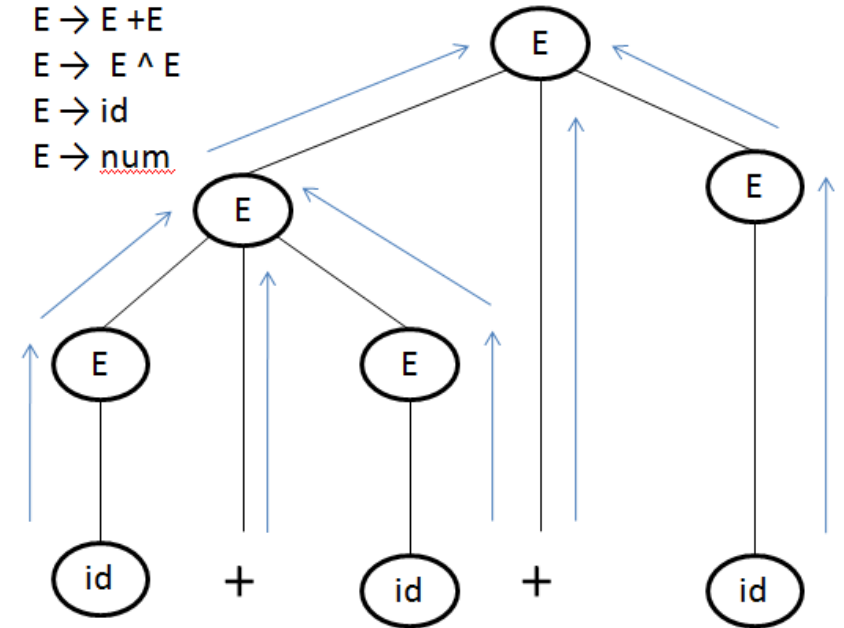 E → E +E
E → E ^ E
E → id
E → num
E
E
E
E
E
id + id + id